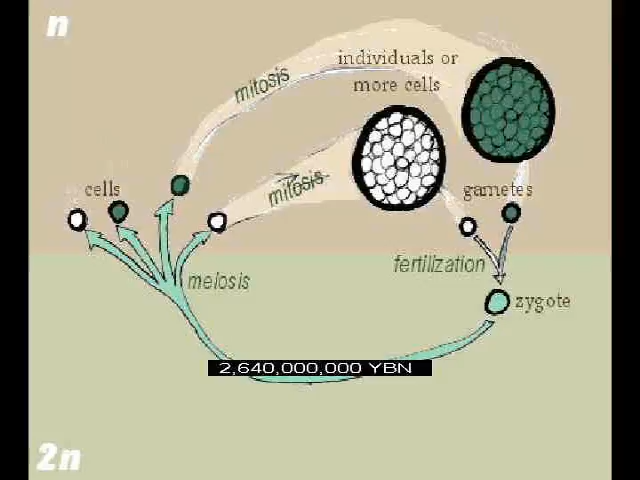 n
individuals or
more cells
mitosis
mitosis
cells
gametes
fertilization
meiosis
zygote
2,640,000,000 YBN
2n